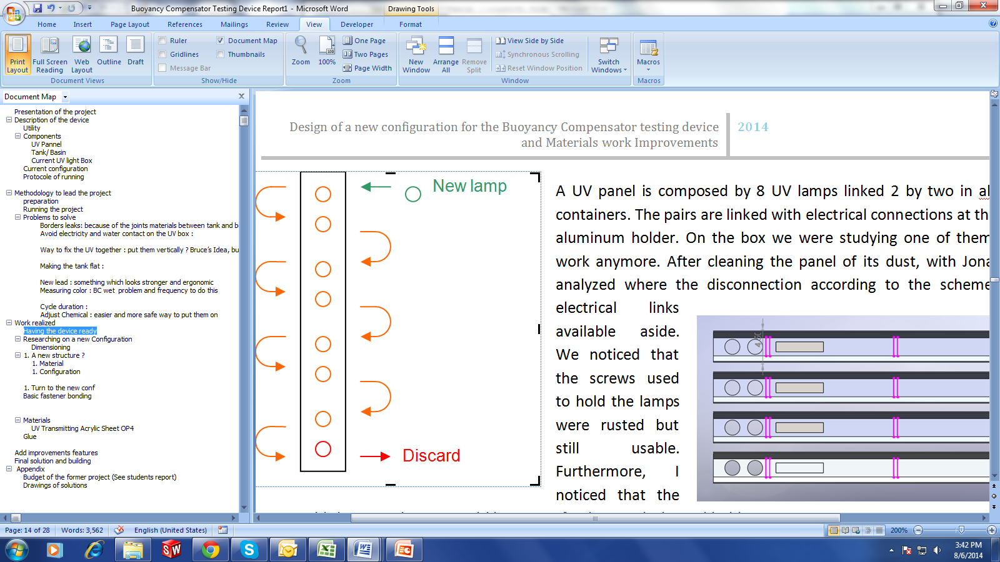 Buoyancy Compensator Testing Device Report1 - Microsoft Word
Drawing Tools
Home Insert Page Layout References Mailings Review View Developer Format
Print Layout
Full Screen Reading
Web Layout
Outline
Draft
Document Views
Ruler
Gridlines
Message Bar
Document Map
Thumbnails
Show/Hide
Zoom
100%
One Page
Two Pages
Page Width
Zoom
New Window
Arrange All
Remove Split
View Side by Side
Synchronous Scrolling
Reset Window Position
Window
Switch Windows
Macros
Macros
Document Map
Presentation of the project
Description of the device
Utility
Components
UV Pannel
Tank/ Basin
Current UV light Box
Current configuration
Protocole of running
Methodology to lead the project
preparation
Running the project
Problems to solve
Borders leaks: because of the joints materials between tank and b
Avoid electricity and water contact on the UV box :
Way to fix the UV together : put them vertically ? Bruce's Idea, bu
Making the tank flat :
New lead : something which looks stronger and ergonomic
Measuring color : BC wet problem and frequency to do this
Cycle duration :
Adjust Chemical : easier and more safe way to put them on
Work realized
Having the device ready
Researching on a new Configuration
Dimensioning
1. A new structure ?
1. Material
1. Configuration
1. Turn to the new conf
Basic fastener bonding
Materials
UV Transmitting Acrylic Sheet OP4
Glue
Add improvements features
Final solution and building
Appendix
Budget of the former project (See students report)
Drawings of solutions
Design of a new configuration for the Buoyancy Compensator testing device
and Materials work Improvements
2014
New lamp
Discard
A UV panel is composed by 8 UV lamps linked 2 by two in al
containers. The pairs are linked with electrical connections at th
aluminum holder. On the box we were studying one of them
work anymore. After cleaning the panel of its dust, with Jona
analyzed where the disconnection according to the scheme
electrical links
available aside.
We noticed that
the screws used
to hold the lamps
were rusted but
still usable.
Furthermore, I
noticed that the
Page: 14 of 28 Words: 3,562 English (United States)
200%
3:42 PM
8/6/2014